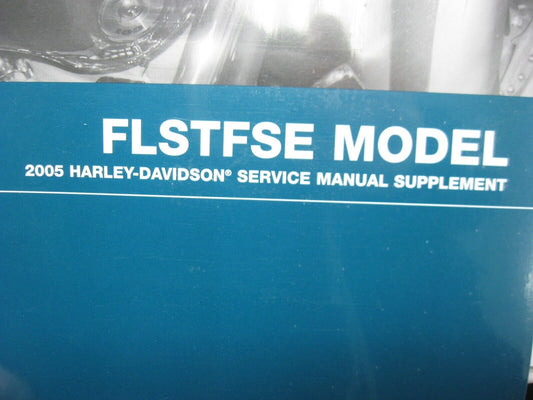 FLSTFSE MODEL
2005 HARLEY-DAVIDSON® SERVICE MANUAL SUPPLEMENT